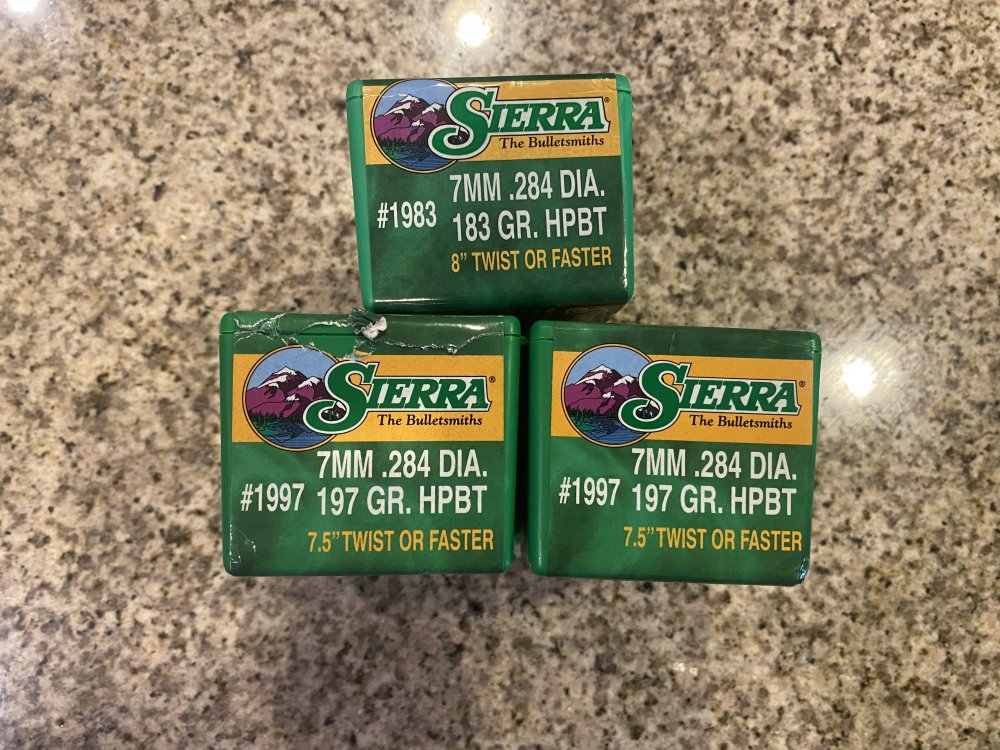 SIERRA®
The Bulletsmiths
7MM .284 DIA.
#1983 183 GR. HPBT
8” TWIST OR FASTER
SIERRA®
The Bulletsmiths
7MM .284 DIA.
#1997 197 GR. HPBT
7.5” TWIST OR FASTER
SIERRA®
The Bulletsmiths
7MM .284 DIA.
#1997 197 GR. HPBT
7.5” TWIST OR FASTER